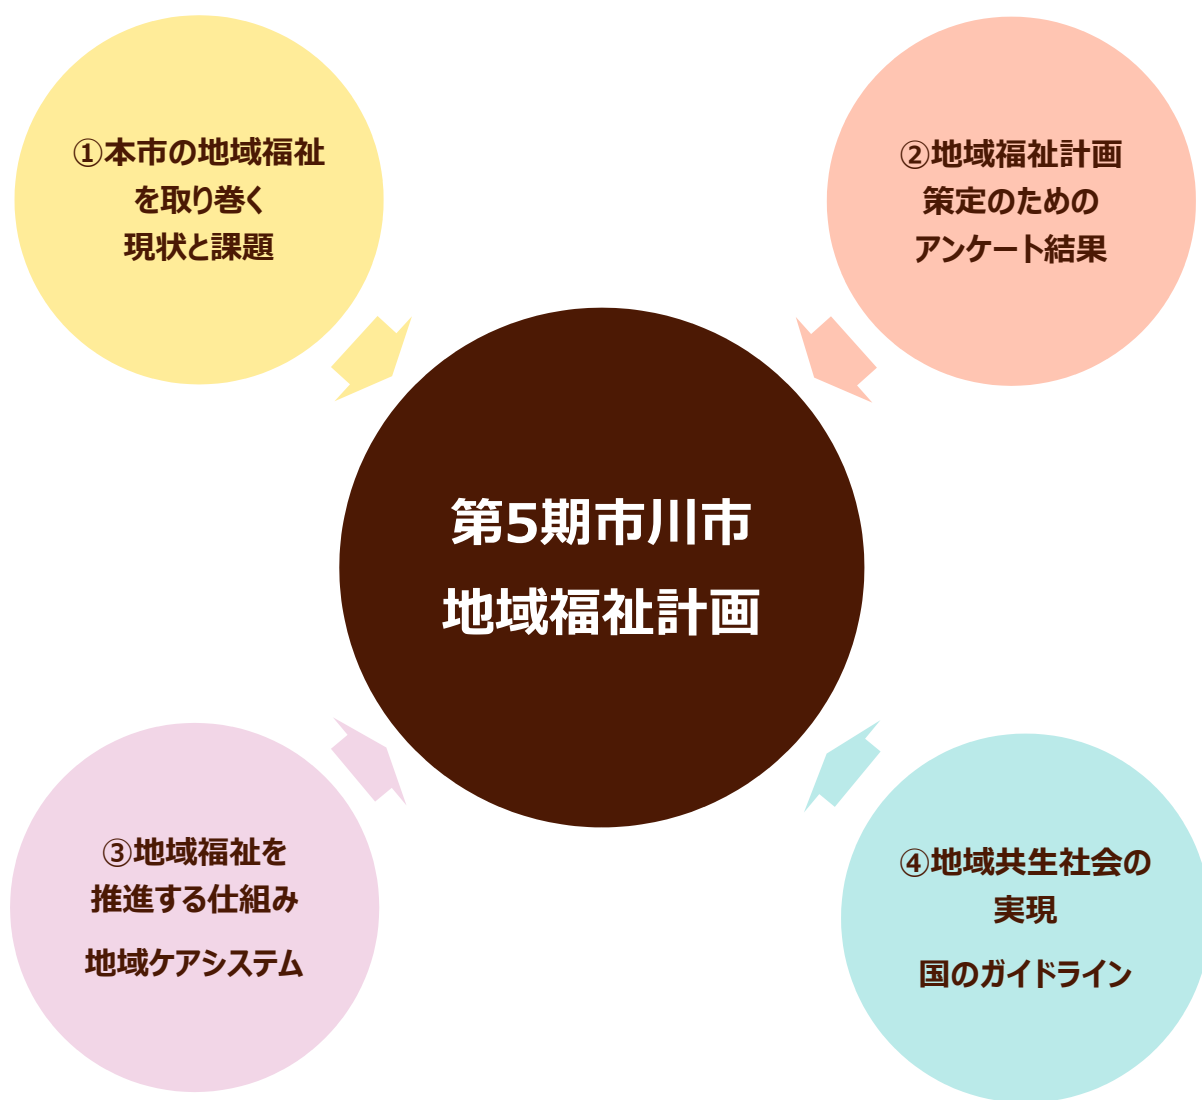 ①本市の地域福祉
を取り巻く
現状と課題
②地域福祉計画
策定のための
アンケート結果
第5期市川市
地域福祉計画
③地域福祉を
推進する仕組み
地域ケアシステム
④地域共生社会の
実現
国のガイドライン